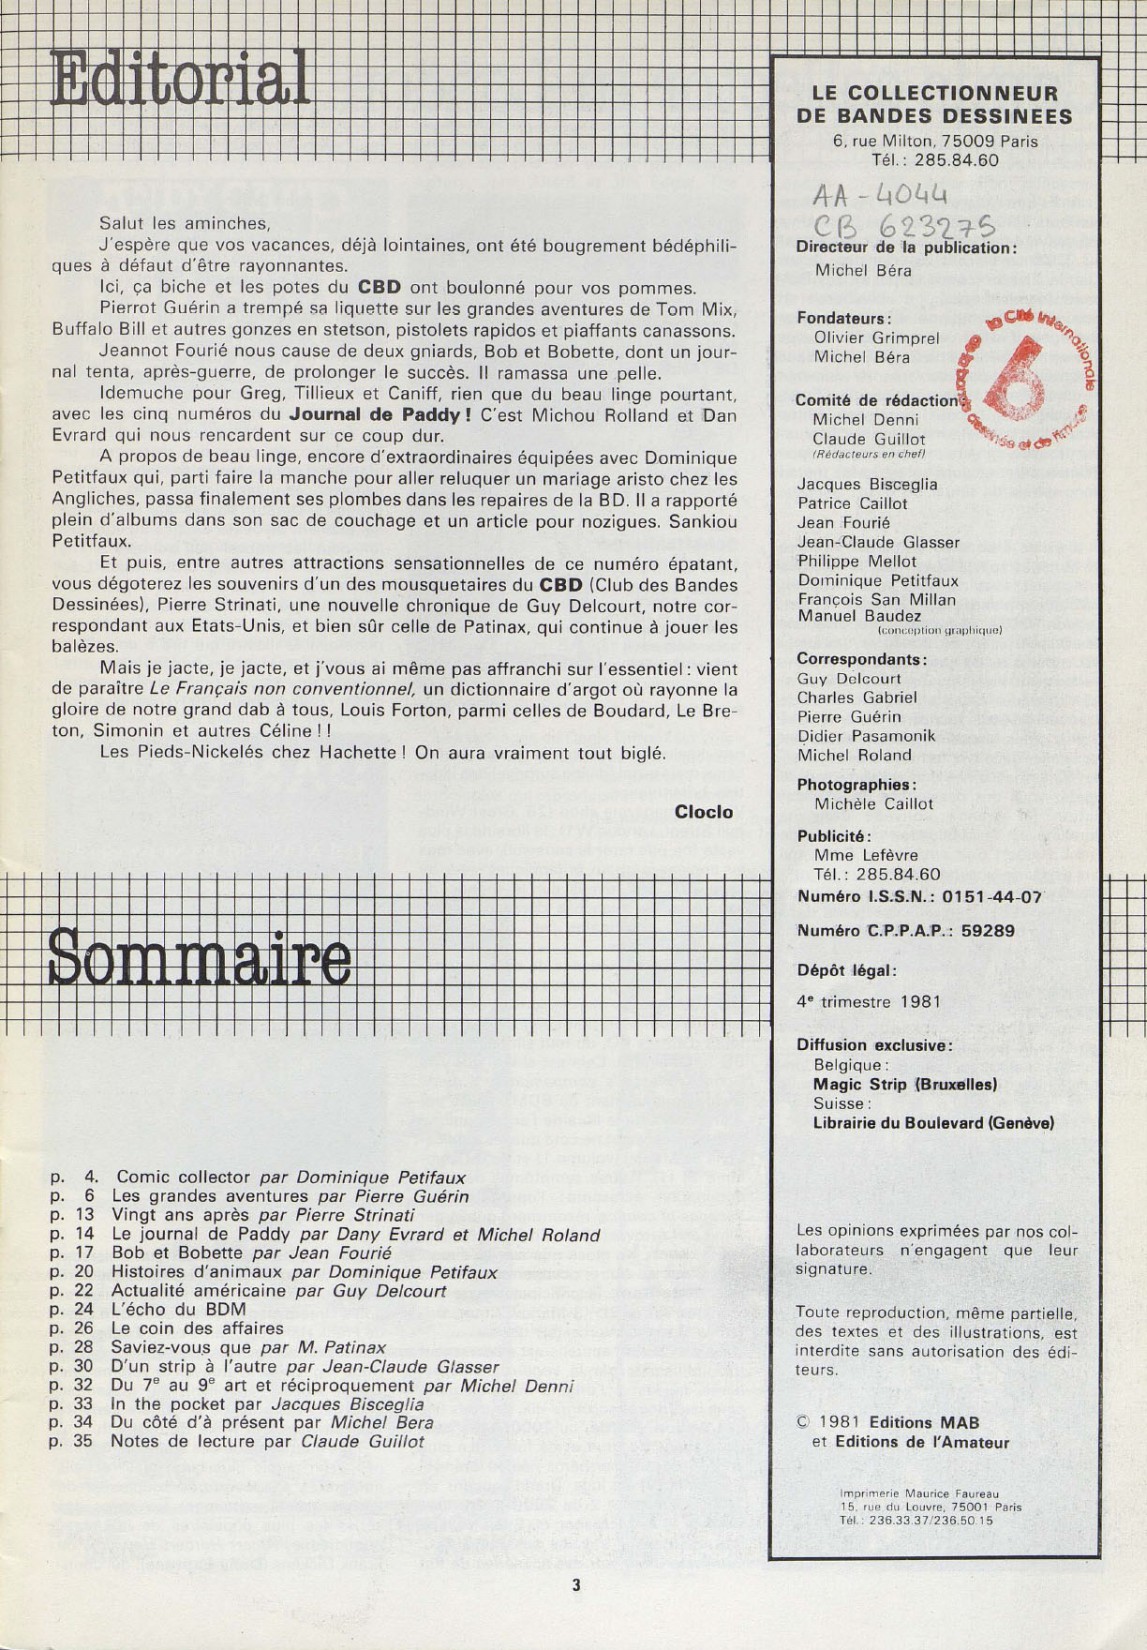 Editorial
Salut les aminches,
J'espère que vos vacances, déjà lointaines, ont été bougrement bédéphili-
ques à défaut d'être rayonnantes.
Ici, ça biche et les potes du CBD ont boulonné pour vos pommes.
Pierrot Guérin a trempé sa liquette sur les grandes aventures de Tom Mix,
Buffalo Bill et autres gonzes en stetson, pistolets rapidos et piaffants canassons.
Jeannot Fourié nous cause de deux gniards, Bob et Bobette, dont un jour-
nal tenta, après-guerre, de prolonger le succès. Il ramassa une pelle.
Idemuche pour Greg, Tillieux et Caniff, rien que du beau linge pourtant,
avec les cinq numéros du Journal de Paddy ! C'est Michou Rolland et Dan
Evrard qui nous rencardent sur ce coup dur.
A propos de beau linge, encore d'extraordinaires équipées avec Dominique
Petitfaux qui, parti faire la manche pour aller reluquer un mariage aristo chez les
Angliches, passa finalement ses plombes dans les repaires de la BD. Il a rapporté
plein d'albums dans son sac de couchage et un article pour nozigues. Sankiou
Petitfaux.
Et puis, entre autres attractions sensationnelles de ce numéro épatant,
vous dégoterez les souvenirs d'un des mousquetaires du CBD (Club des Bandes
Dessinées), Pierre Strinati, une nouvelle chronique de Guy Delcourt, notre cor-
respondant aux Etats-Unis, et bien sûr celle de Patinax, qui continue à jouer les
balèzes.
Mais je jacte, je jacte, et j'vous ai même pas affranchi sur l'essentiel : vient
de paraître Le Français non conventionnel, un dictionnaire d'argot où rayonne la
gloire de notre grand dab à tous, Louis Forton, parmi celles de Boudard, Le Bre-
ton, Simonin et autres Céline ! !
Les Pieds-Nickelés chez Hachette ! On aura vraiment tout biglé.
Cloclo
Sommaire
p. 4. Comic collector par Dominique Petifaux
p. 6 Les grandes aventures par Pierre Guérin
p. 13 Vingt ans après par Pierre Strinati
p. 14 Le journal de Paddy par Dany Evrard et Michel Roland
p. 17 Bob et Bobette par Jean Fourié
p. 20 Histoires d'animaux par Dominique Petifaux
p. 22 Actualité américaine par Guy Delcourt
p. 24 L'écho du BDM
p. 26 Le coin des affaires
p. 28 Saviez-vous que par M. Patinax
p. 30 D'un strip à l'autre par Jean-Claude Glasser
p. 32 Du 7e au 9e art et réciproquement par Michel Denni
p. 33 In the pocket par Jacques Bisceglia
p. 34 Du côté d'à présent par Michel Bera
p. 35 Notes de lecture par Claude Guillot
LE COLLECTIONNEUR
DE BANDES DESSINEES
6, rue Milton, 75009 Paris
Tél. : 285.84.60
AA - 4044
CB 623275
Directeur de la publication :
Michel Béra
Fondateurs :
Olivier Grimprel
Michel Béra
la Cité internationale
de la bande dessinée et de l'image
6
Comité de rédaction
Michel Denni
Claude Guillot
(Rédacteurs en chef)
Jacques Bisceglia
Patrice Caillot
Jean Fourié
Jean-Claude Glasser
Philippe Mellot
Dominique Petitfaux
François San Millan
Manuel Baudez
(conception graphique)
Correspondants :
Guy Delcourt
Charles Gabriel
Pierre Guérin
Didier Pasamonik
Michel Roland
Photographies :
Michèle Caillot
Publicité :
Mme Lefèvre
Tél. : 285.84.60
Numéro I.S.S.N. : 0151-44-07
Numéro C.P.P.A.P. : 59289
Dépôt légal :
4e trimestre 1981
Diffusion exclusive :
Belgique :
Magic Strip (Bruxelles)
Suisse :
Librairie du Boulevard (Genève)
Les opinions exprimées par nos col-
laborateurs n'engagent que leur
signature.
Toute reproduction, même partielle,
des textes et des illustrations, est
interdite sans autorisation des édi-
teurs.
© 1981 Editions MAB
et Editions de l'Amateur
Imprimerie Maurice Faureau
15, rue du Louvre, 75001 Paris
Tél. : 236.33.37/236.50.15
3